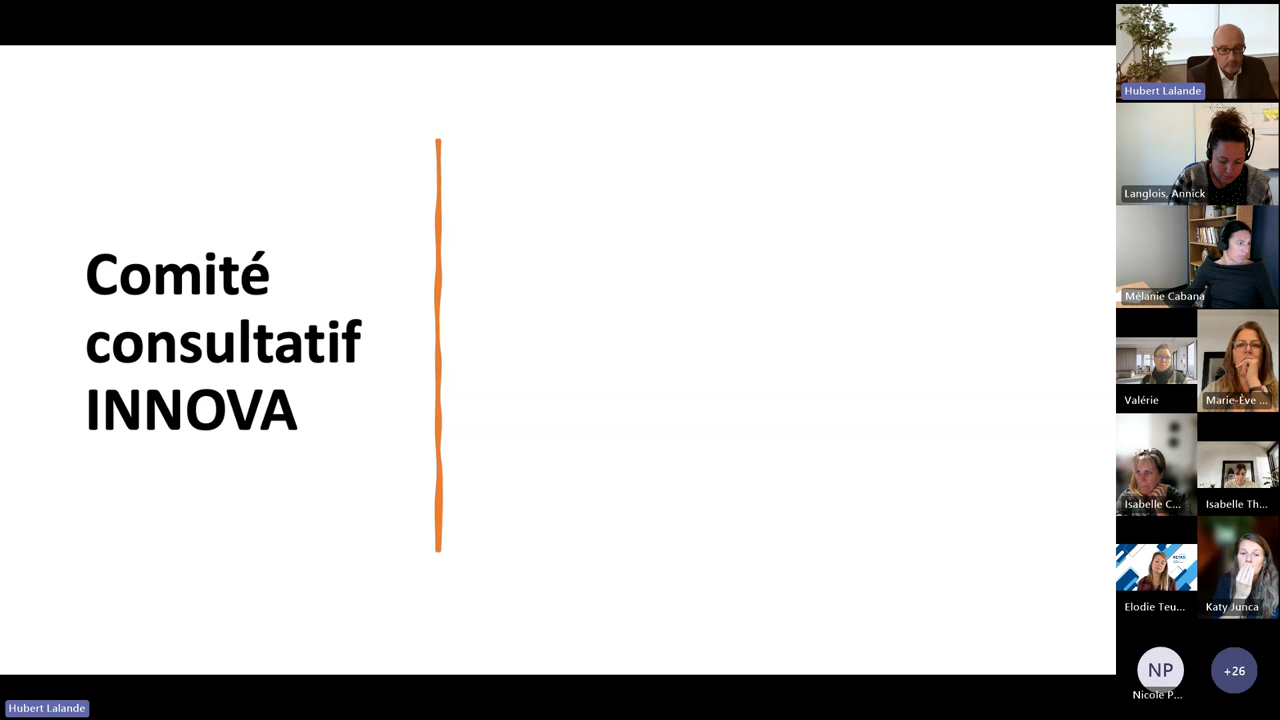 Comité
consultatif
INNOVA
Hubert Lalande
Hubert Lalande
Langlois, Annick
Mélanie Cabana
Valérie
Marie-Ève ...
Isabelle C...
Isabelle Th...
Elodie Teu...
Katy Junca
NP
Nicole P...
+26